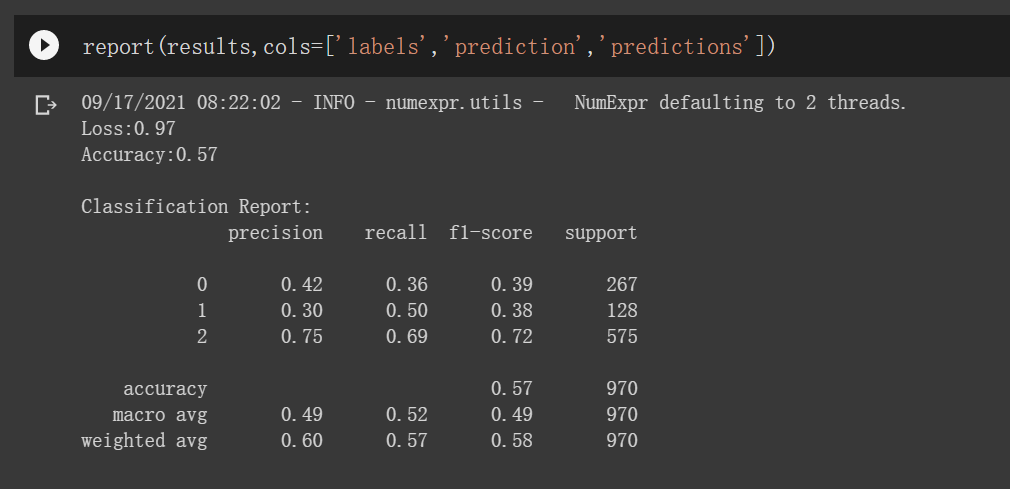 report(results,cols=['labels','prediction','predictions'])
09/17/2021 08:22:02 - INFO - numexpr.utils -   NumExpr defaulting to 2 threads.
Loss:0.97
Accuracy:0.57
Classification Report:
              precision    recall  f1-score   support
           0       0.42      0.36      0.39       267
           1       0.30      0.50      0.38       128
           2       0.75      0.69      0.72       575
    accuracy                           0.57       970
   macro avg       0.49      0.52      0.49       970
weighted avg       0.60      0.57      0.58       970